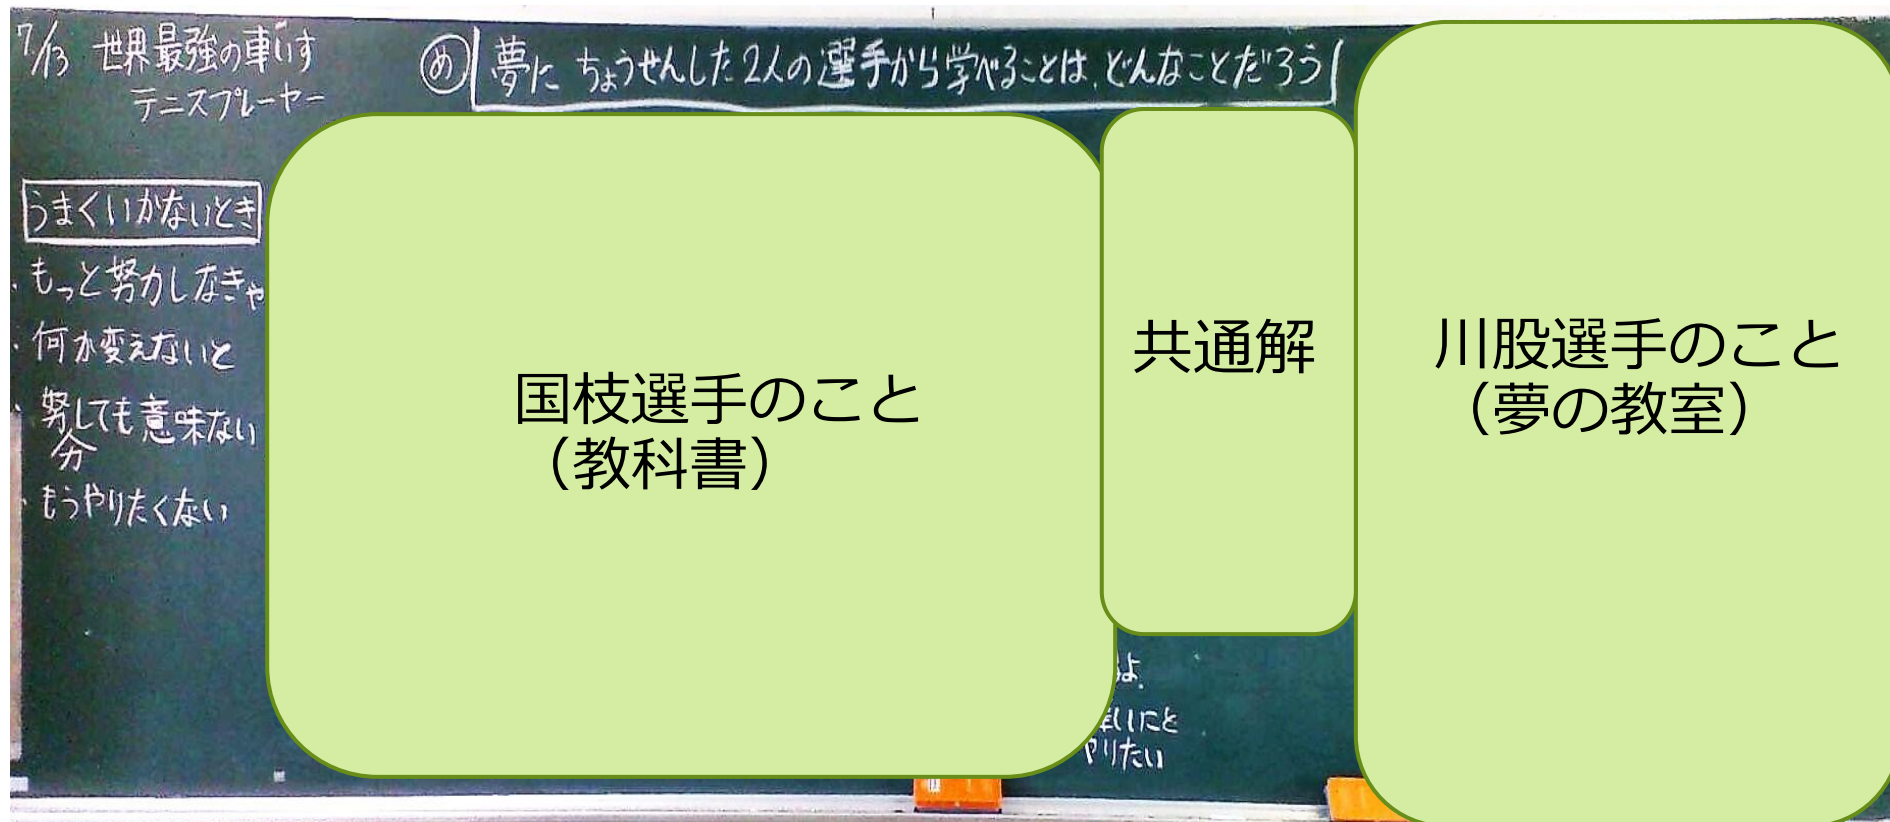 7/13 世界最強の車いす
テニスプレーヤー
め 夢に ちょうせんした2人の選手から学べることは、どんなことだろう
うまくいかないとき
・もっと努力しなきゃ
・何か変えないと
・努しても意味ない
分
・もうやりたくない
国枝選手のこと
（教科書）
共通解
川股選手のこと
（夢の教室）
よ。
いにと
やりたい